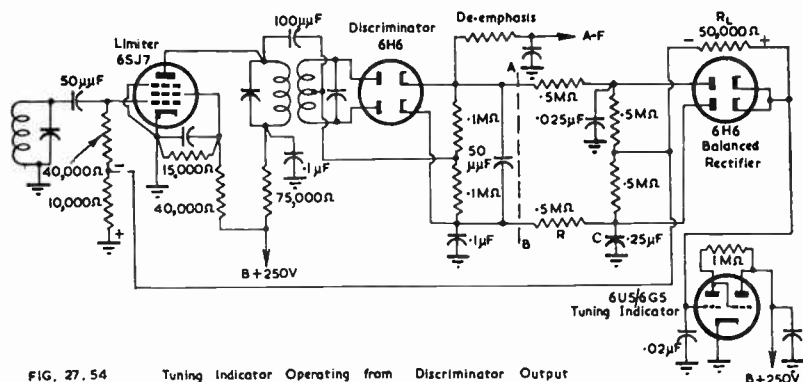 100μμF
Discriminator
6H6
De-emphasis
A-F
RL
50,000Ω
-
+
Limiter
6SJ7
50μμF
A
.5MΩ
.025μF
.5MΩ
6H6
Balanced
Rectifier
.1MΩ
50
μμF
.1MΩ
.5MΩ
.5MΩ
R
C
.25μF
B
.1μF
.1μF
75,000Ω
40,000Ω
-
10,000Ω
+
15,000Ω
40,000Ω
B+250V
1MΩ
6U5/6G5
Tuning Indicator
.02μF
B+250V
FIG. 27.54 Tuning Indicator Operating from Discriminator Output